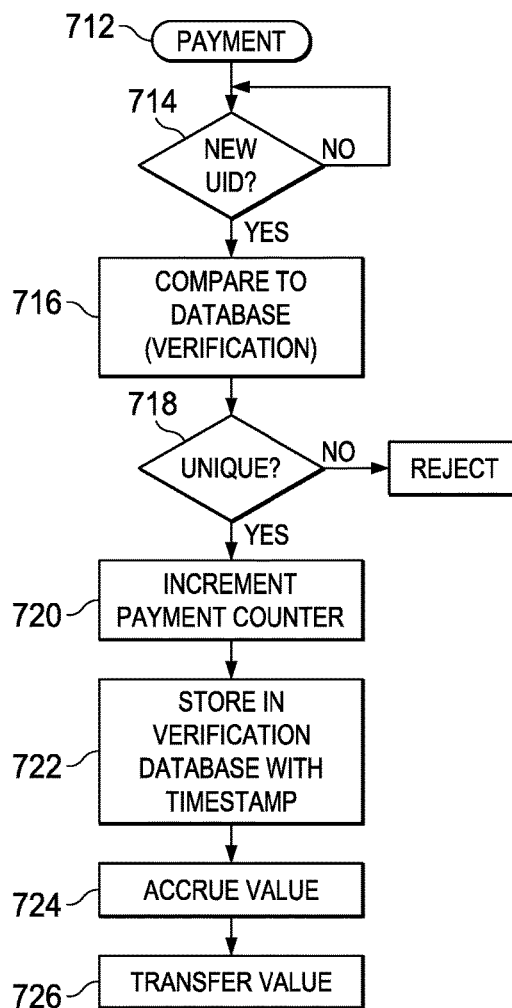 712
PAYMENT
714
NEW
UID?
NO
YES
716
COMPARE TO
DATABASE
(VERIFICATION)
718
UNIQUE?
NO
REJECT
YES
720
INCREMENT
PAYMENT COUNTER
722
STORE IN
VERIFICATION
DATABASE WITH
TIMESTAMP
724
ACCRUE VALUE
726
TRANSFER VALUE